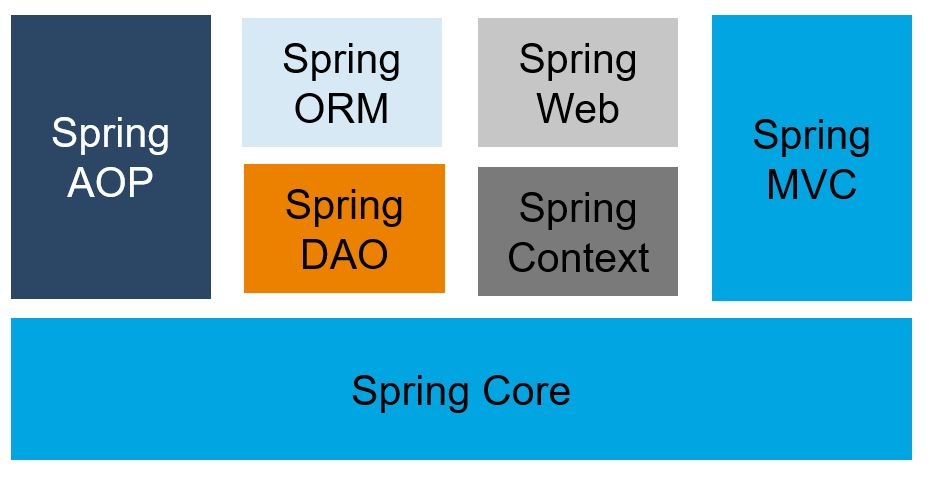 Spring
AOP
Spring
ORM
Spring
DAO
Spring
Web
Spring
Context
Spring
MVC
Spring Core